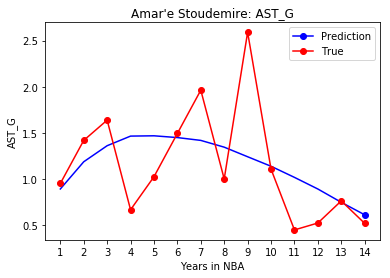 Amar'e Stoudemire: AST_G
Prediction
True
2.5
2.0
1.5
1.0
0.5
AST_G
1 2 3 4 5 6 7 8 9 10 11 12 13 14
Years in NBA